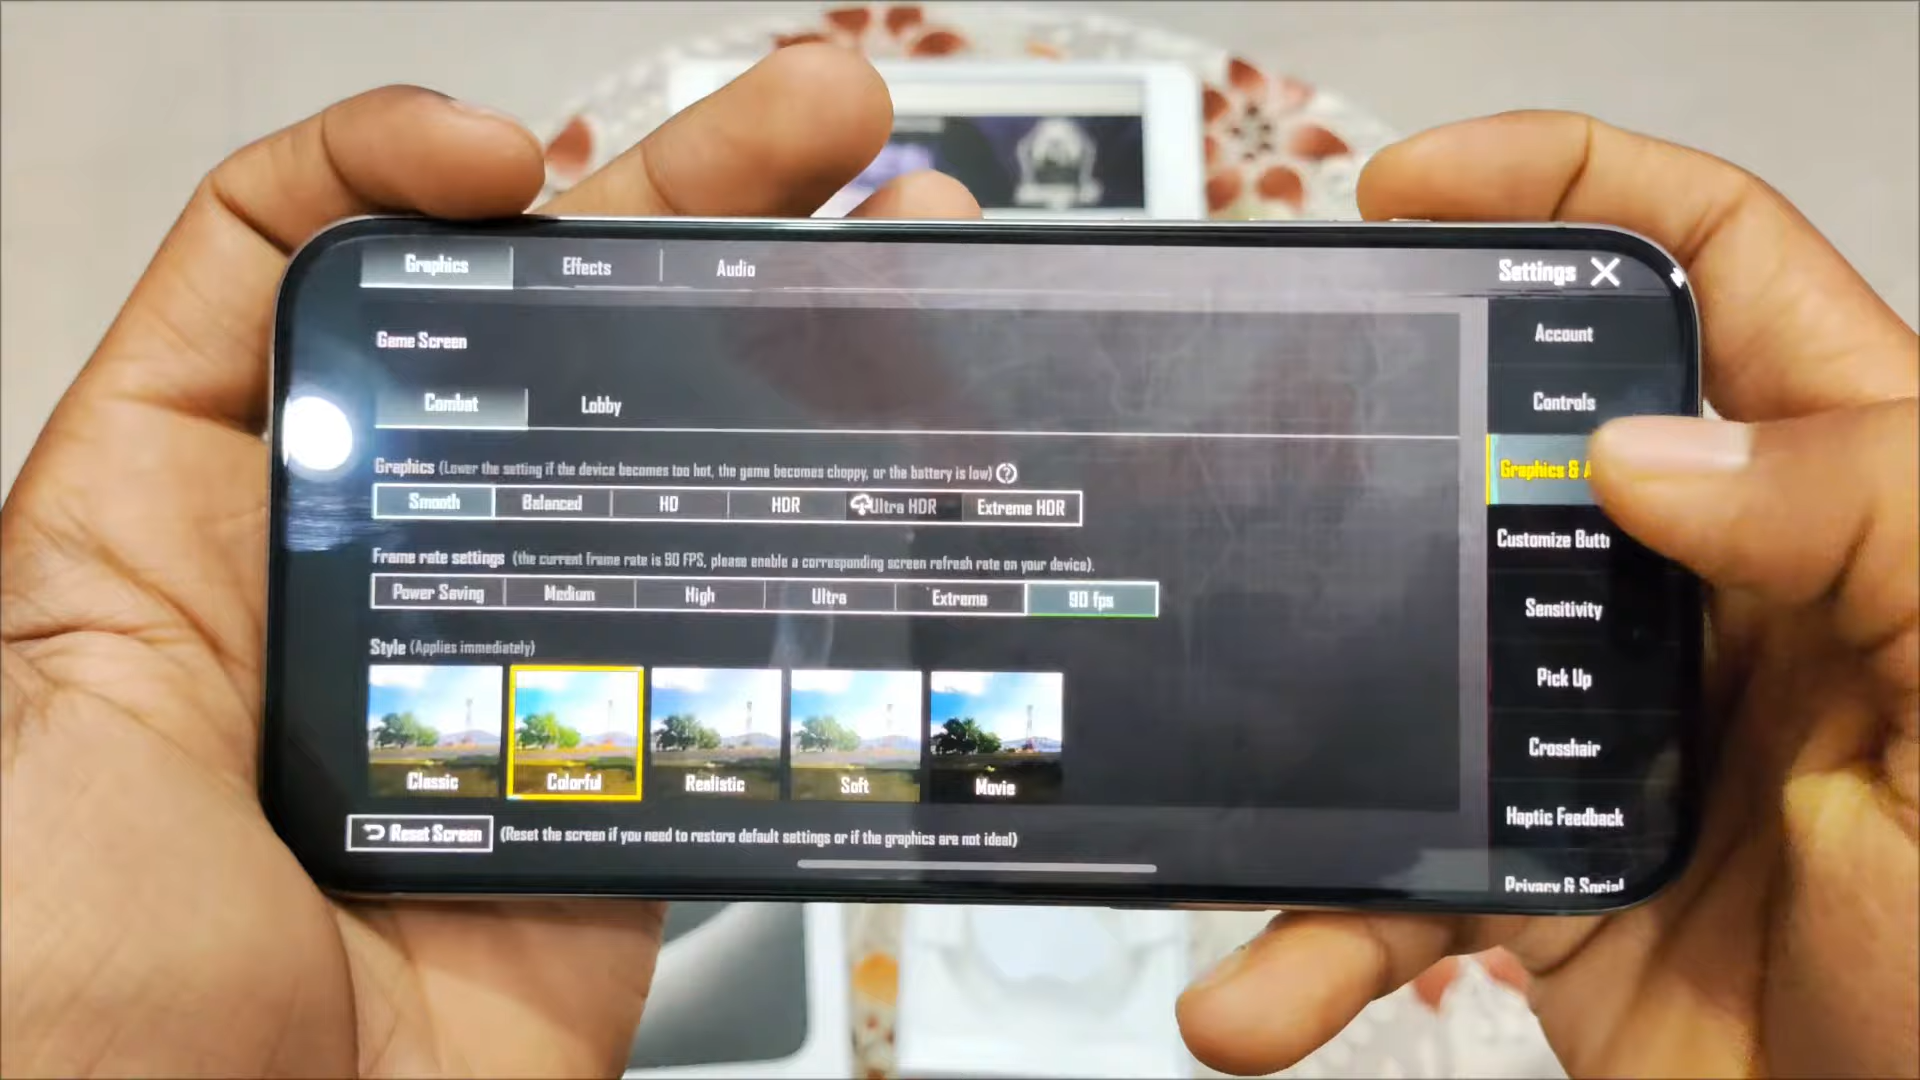 Graphics Effects Audio
Settings
Game Screen
Combat Lobby
Graphics (Lower the setting if the device becomes too hot, the game becomes choppy, or the battery is low)
Smooth Balanced HD HDR Ultra HDR Extreme HDR
Frame rate settings (the current frame rate is 90 FPS, please enable a corresponding screen refresh rate on your device).
Power Saving Medium High Ultra Extreme 90 fps
Style (Applies immediately)
Classic Colorful Realistic Soft Movie
Reset Screen (Reset the screen if you need to restore default settings or if the graphics are not ideal)
Account
Controls
Graphics & A
Customize Butt
Sensitivity
Pick Up
Crosshair
Haptic Feedback
Privacy & Social